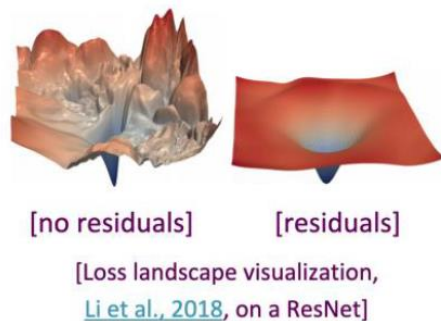 [no residuals]
[residuals]
[Loss landscape visualization,
Li et al., 2018, on a ResNet]